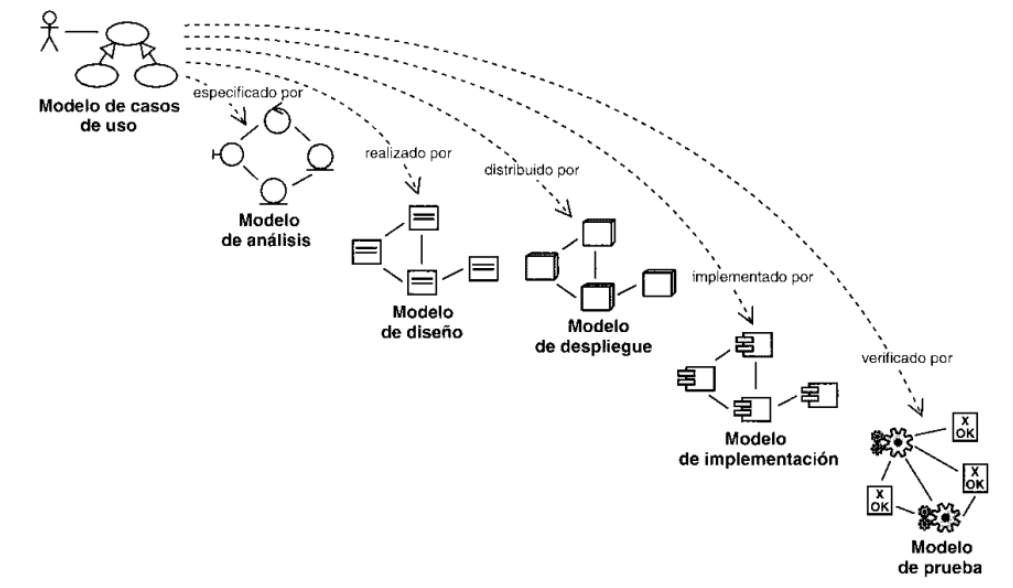 Modelo de casos
de uso
especificado por
Modelo
de análisis
realizado por
Modelo
de diseño
distribuido por
Modelo
de despliegue
implementado por
Modelo
de implementación
verificado por
X
OK
X
OK
X
OK
Modelo
de prueba